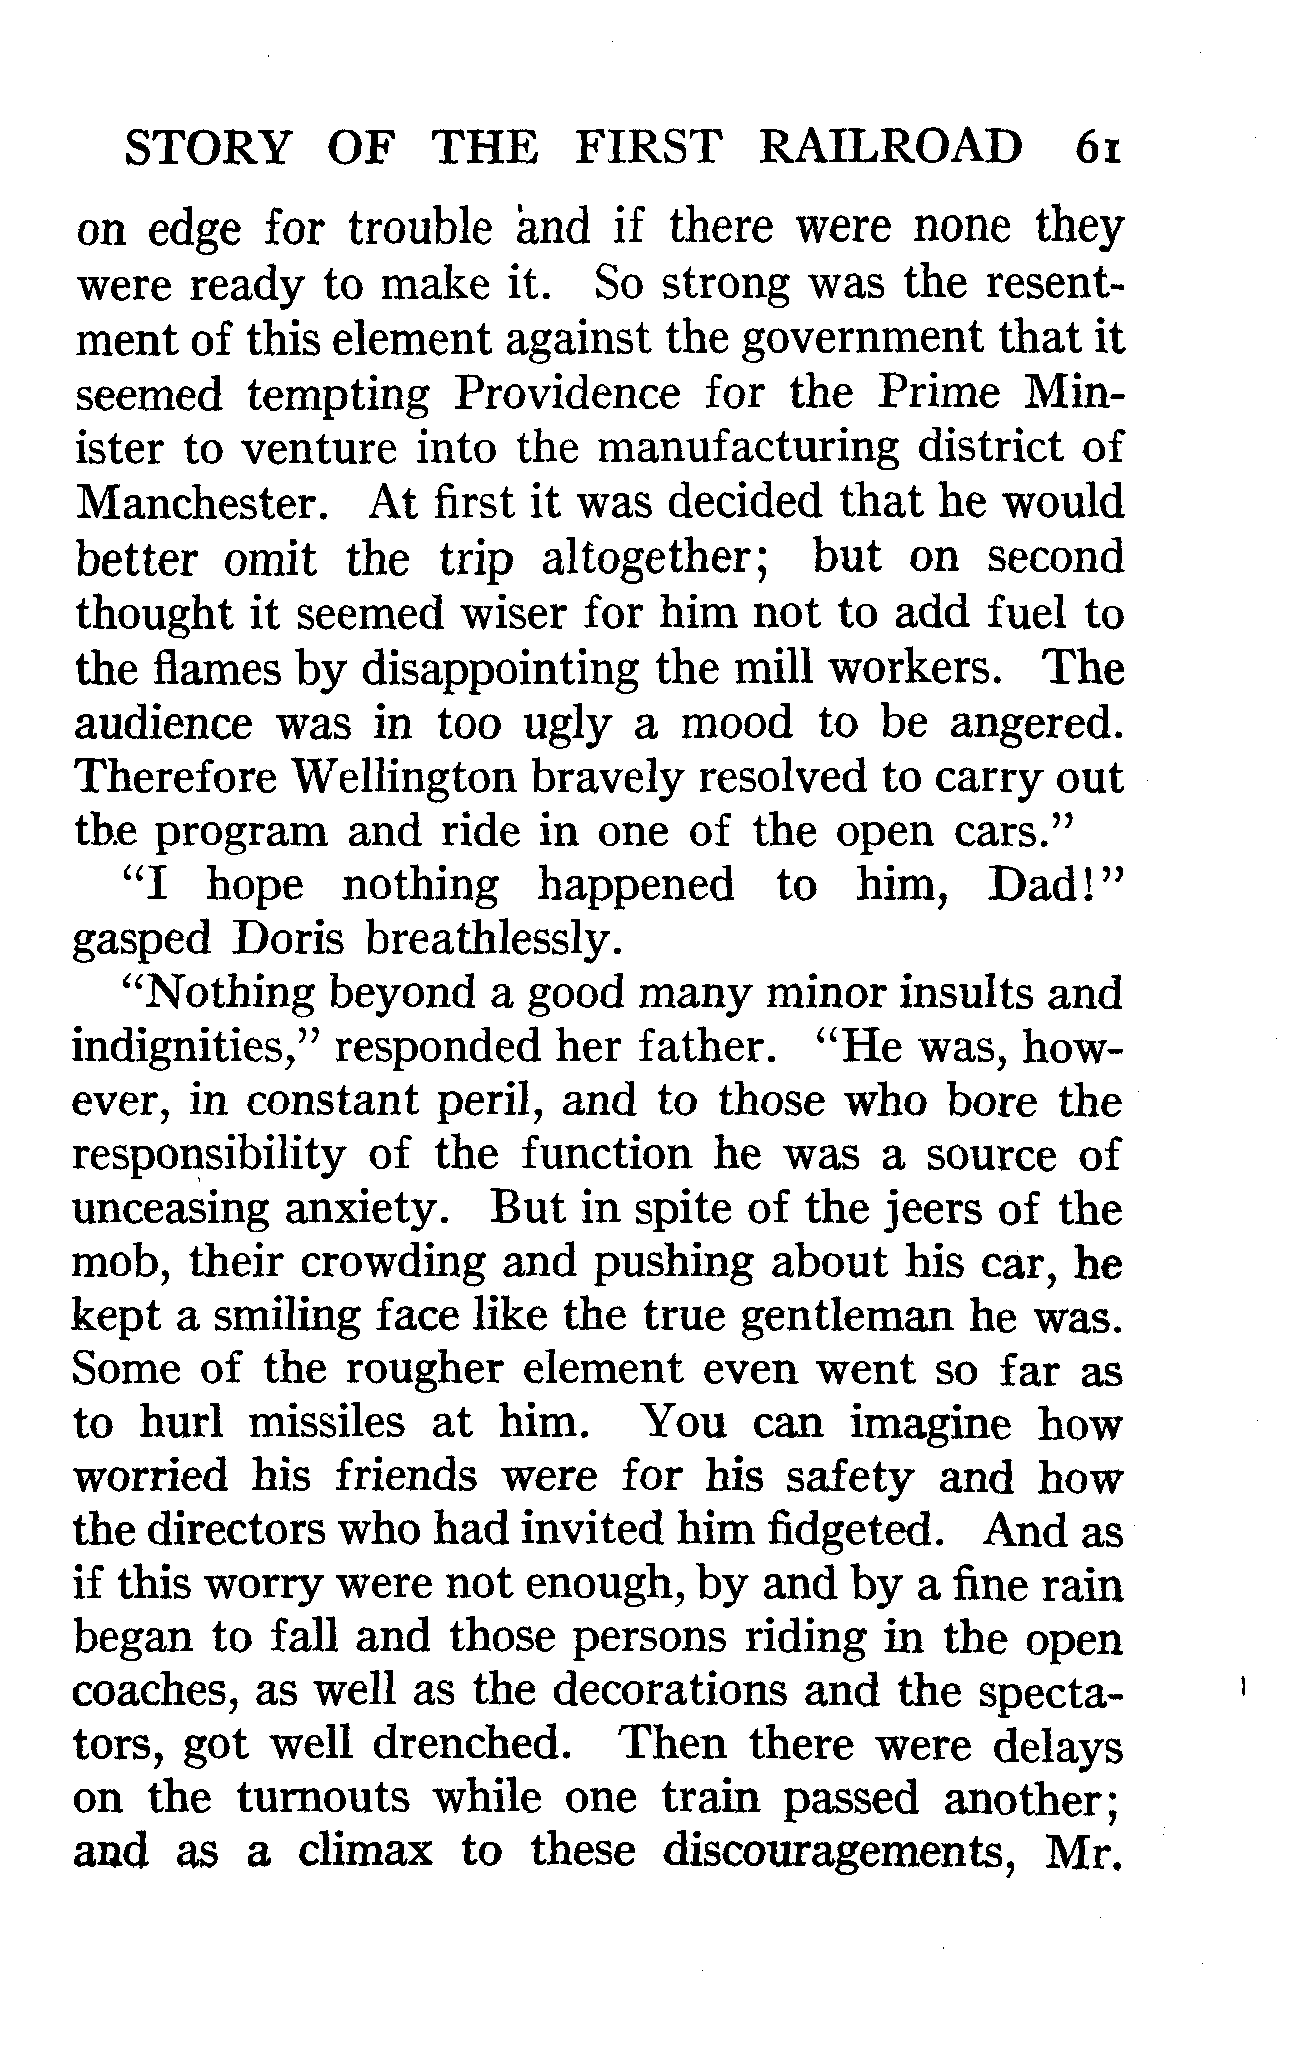 STORY OF THE FIRST RAILROAD 61
on edge for trouble and if there were none they
were ready to make it. So strong was the resent-
ment of this element against the government that it
seemed tempting Providence for the Prime Min-
ister to venture into the manufacturing district of
Manchester. At first it was decided that he would
better omit the trip altogether; but on second
thought it seemed wiser for him not to add fuel to
the flames by disappointing the mill workers. The
audience was in too ugly a mood to be angered.
Therefore Wellington bravely resolved to carry out
the program and ride in one of the open cars.”
“I hope nothing happened to him, Dad!”
gasped Doris breathlessly.
“Nothing beyond a good many minor insults and
indignities,” responded her father. “He was, how-
ever, in constant peril, and to those who bore the
responsibility of the function he was a source of
unceasing anxiety. But in spite of the jeers of the
mob, their crowding and pushing about his car, he
kept a smiling face like the true gentleman he was.
Some of the rougher element even went so far as
to hurl missiles at him. You can imagine how
worried his friends were for his safety and how
the directors who had invited him fidgeted. And as
if this worry were not enough, by and by a fine rain
began to fall and those persons riding in the open
coaches, as well as the decorations and the specta-
tors, got well drenched. Then there were delays
on the turnouts while one train passed another;
and as a climax to these discouragements, Mr.